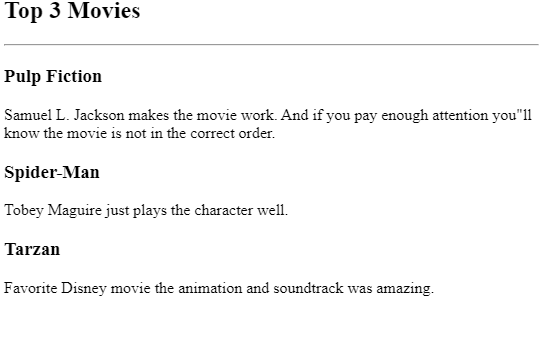 Top 3 Movies
Pulp Fiction
Samuel L. Jackson makes the movie work. And if you pay enough attention you"ll
know the movie is not in the correct order.
Spider-Man
Tobey Maguire just plays the character well.
Tarzan
Favorite Disney movie the animation and soundtrack was amazing.